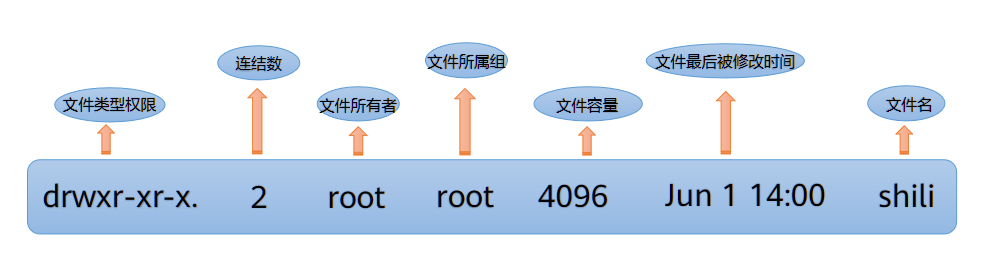 连结数
文件所属组
文件最后被修改时间
文件类型权限
文件所有者
文件容量
文件名
drwxr-xr-x. 2 root root 4096 Jun 1 14:00 shili